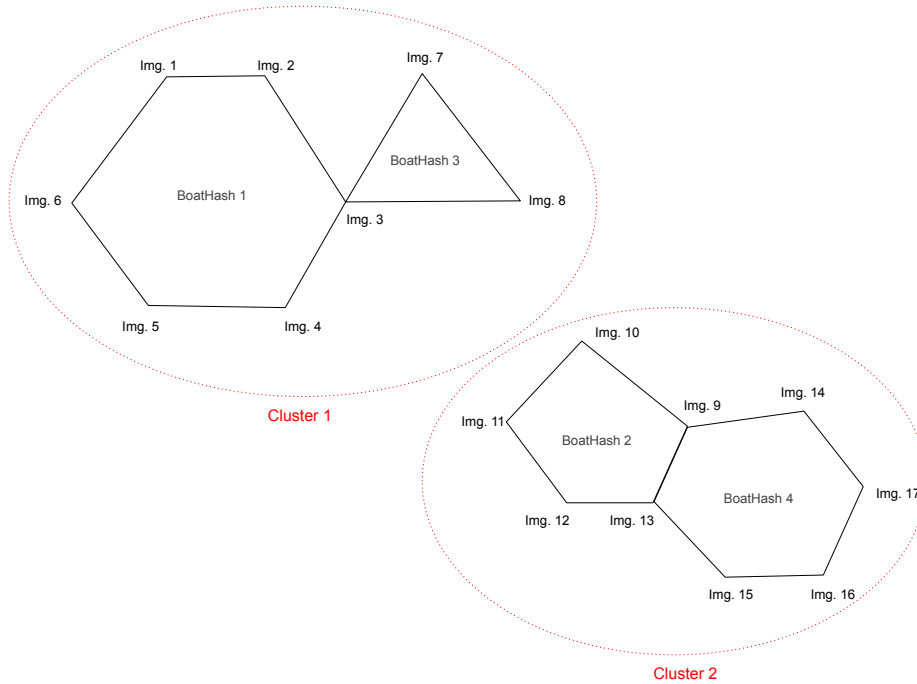 Img. 1
Img. 2
Img. 7
BoatHash 3
BoatHash 1
Img. 6
Img. 3
Img. 8
Img. 5
Img. 4
Cluster 1
Img. 10
Img. 9
Img. 14
Img. 11
BoatHash 2
BoatHash 4
Img. 17
Img. 12
Img. 13
Img. 15
Img. 16
Cluster 2